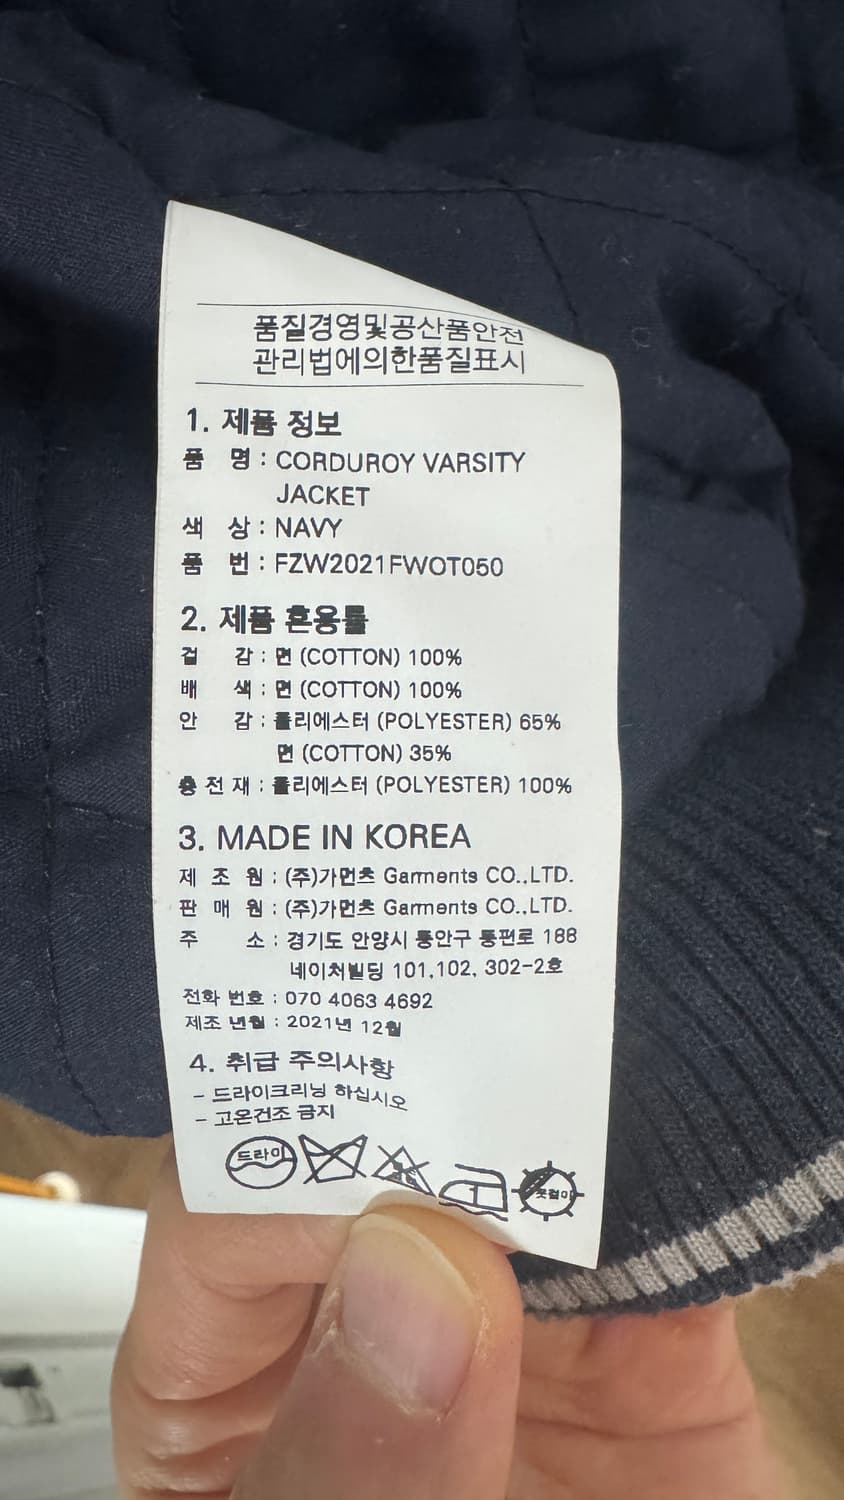 품질경영및공산품안전
관리법에의한품질표시
1. 제품 정보
품 명 : CORDUROY VARSITY
JACKET
색 상 : NAVY
품 번 : FZW2021FWOT050
2. 제품 혼용률
겉 감 : 면 (COTTON) 100%
배 색 : 면 (COTTON) 100%
안 감 : 폴리에스터 (POLYESTER) 65%
면 (COTTON) 35%
충 전 재 : 폴리에스터 (POLYESTER) 100%
3. MADE IN KOREA
제 조 원 : (주)가먼츠 Garments CO.,LTD.
판 매 원 : (주)가먼츠 Garments CO.,LTD.
주 소 : 경기도 안양시 동안구 동편로 188
네이처빌딩 101,102, 302-2호
전화 번호 : 070 4063 4692
제조 년월 : 2021년 12월
4. 취급 주의사항
- 드라이크리닝 하십시오
- 고온건조 금지
드라이
1
옷걸이